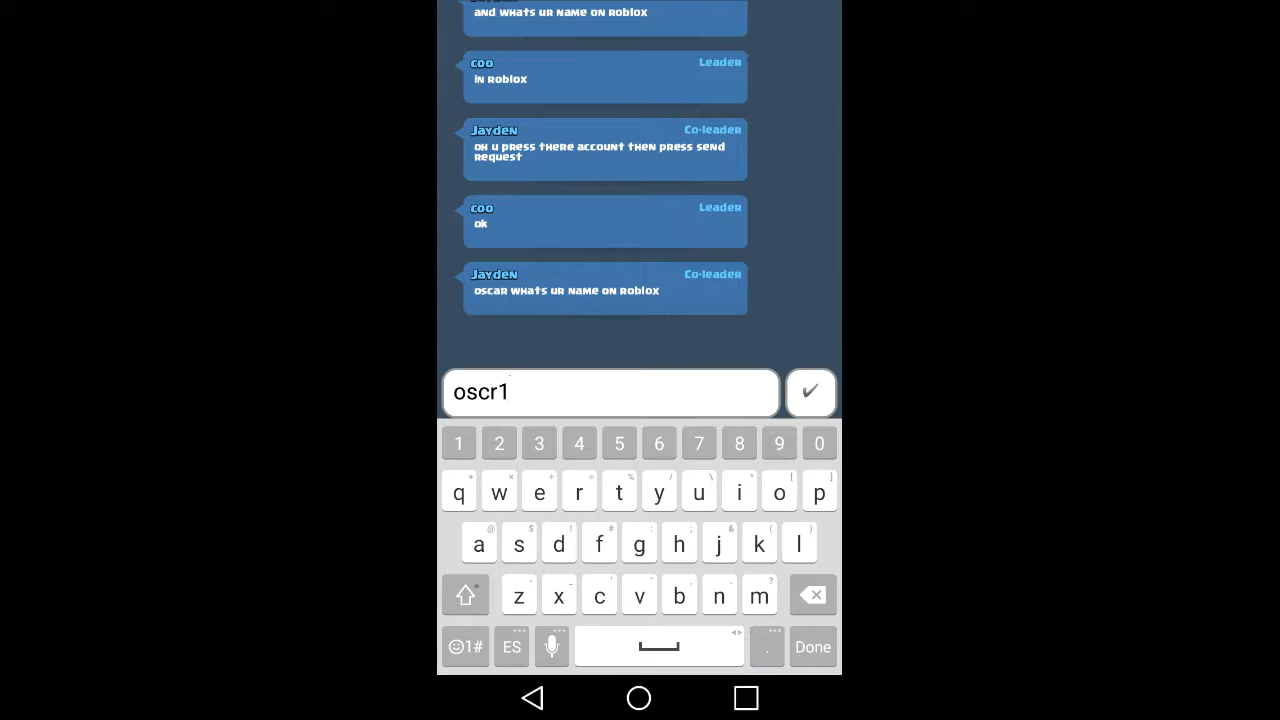 and whats ur name on roblox
coo Leader
in roblox
Jayden Co-leader
oh u press there account then press send
request
coo Leader
ok
Jayden Co-leader
oscar whats ur name on roblox
oscr1
1 2 3 4 5 6 7 8 9 0
q w e r t y u i o p
a s d f g h j k l
z x c v b n m
1# ES . Done